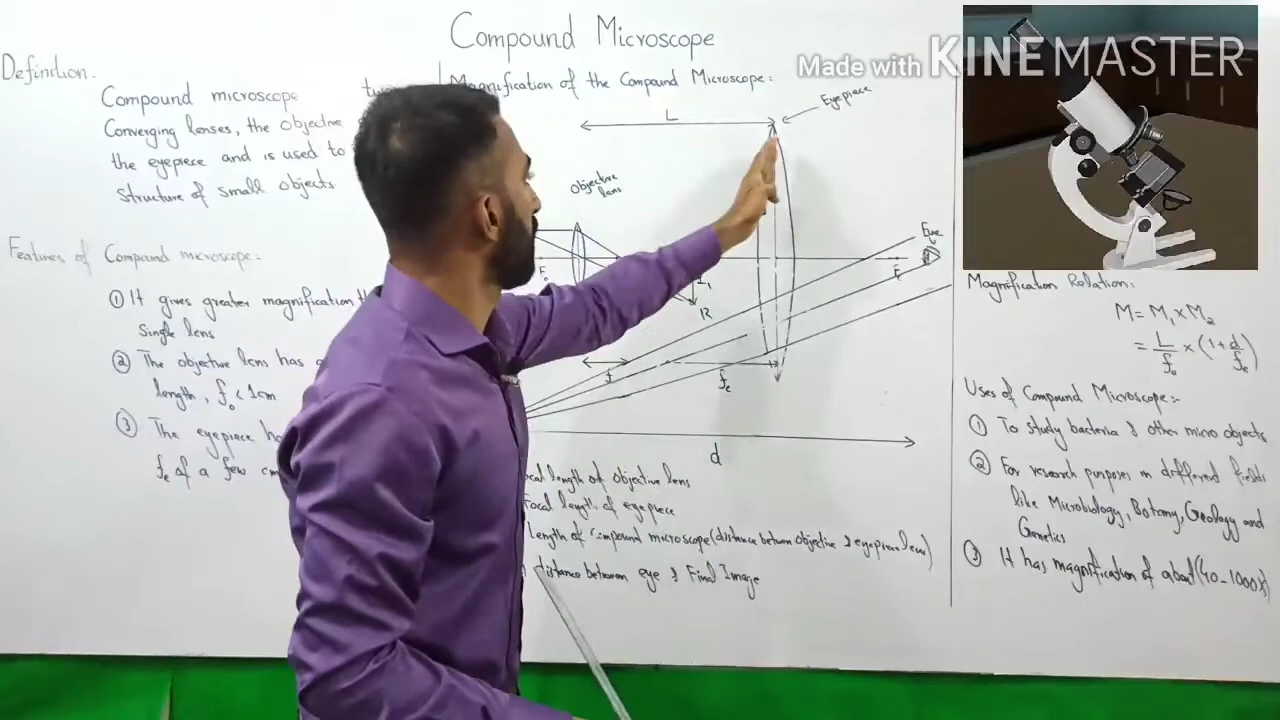 Compound Microscope
Made with KINEMASTER
Definition.
Compound microscope
Converging lenses, the objective
the eyepiece and is used to
structure of small objects
Features of Compound microscope:-
① It gives greater magnification
Single lens
② The objective lens has
length, fo < 1cm
③ The eyepiece
fe of a few cm
Magnification of the Compound Microscope:
Eyepiece
L
Objective
lens
Fo
I1
R
Eye
fe
d
length of objective lens
Focal length of eyepiece
Length of Compound microscope (distance between objective & eyepiece lens)
distance between eye & Final Image
Magnification Relation:
M = M1 x M2
= L/fo x (1+d/fe)
Uses of Compound Microscope:-
① To study bacteria & other micro objects
② For research purposes in different fields
like Microbiology, Botany, Geology and
Genetics
③ It has magnification of about (40-1000X)